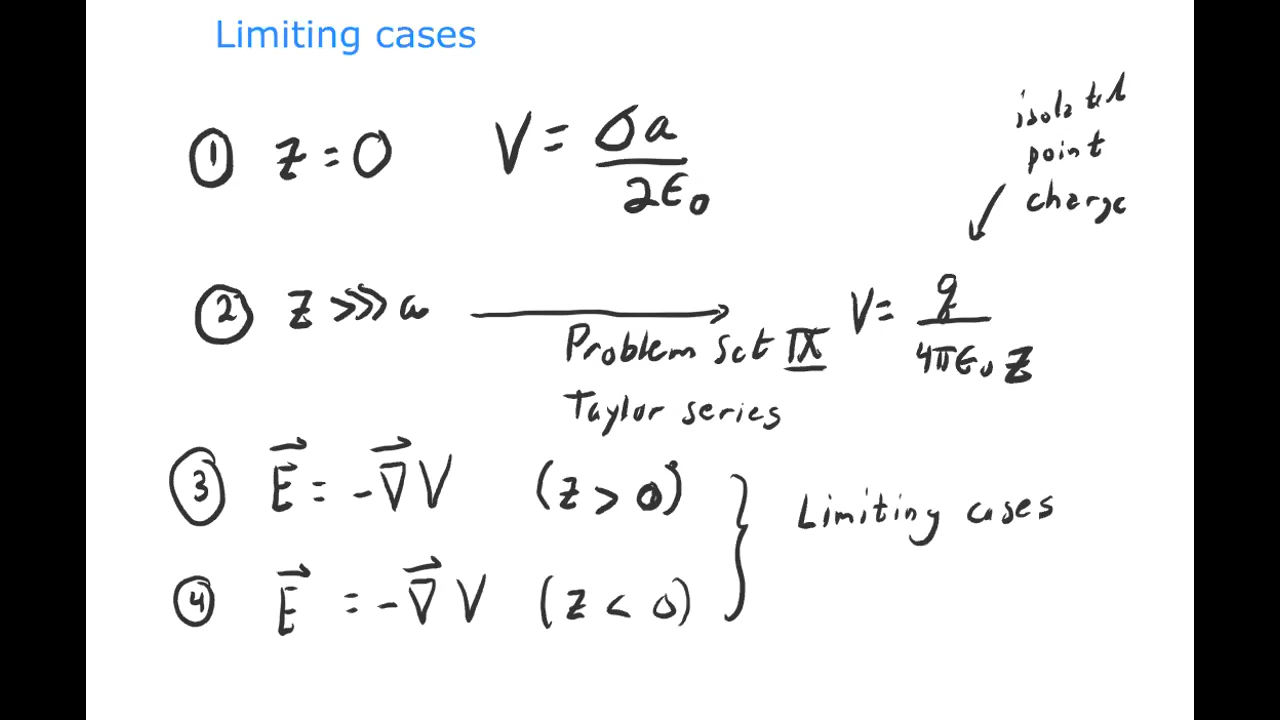 Limiting cases
① z = 0 V = σa / 2ϵ₀
isolated
point
charge
② z >>> a ⟶ V = q / 4πϵ₀ z
Problem set IX
Taylor series
③ E⃗ = -∇⃗V (z > 0)
Limiting cases
④ E⃗ = -∇⃗V (z < 0)